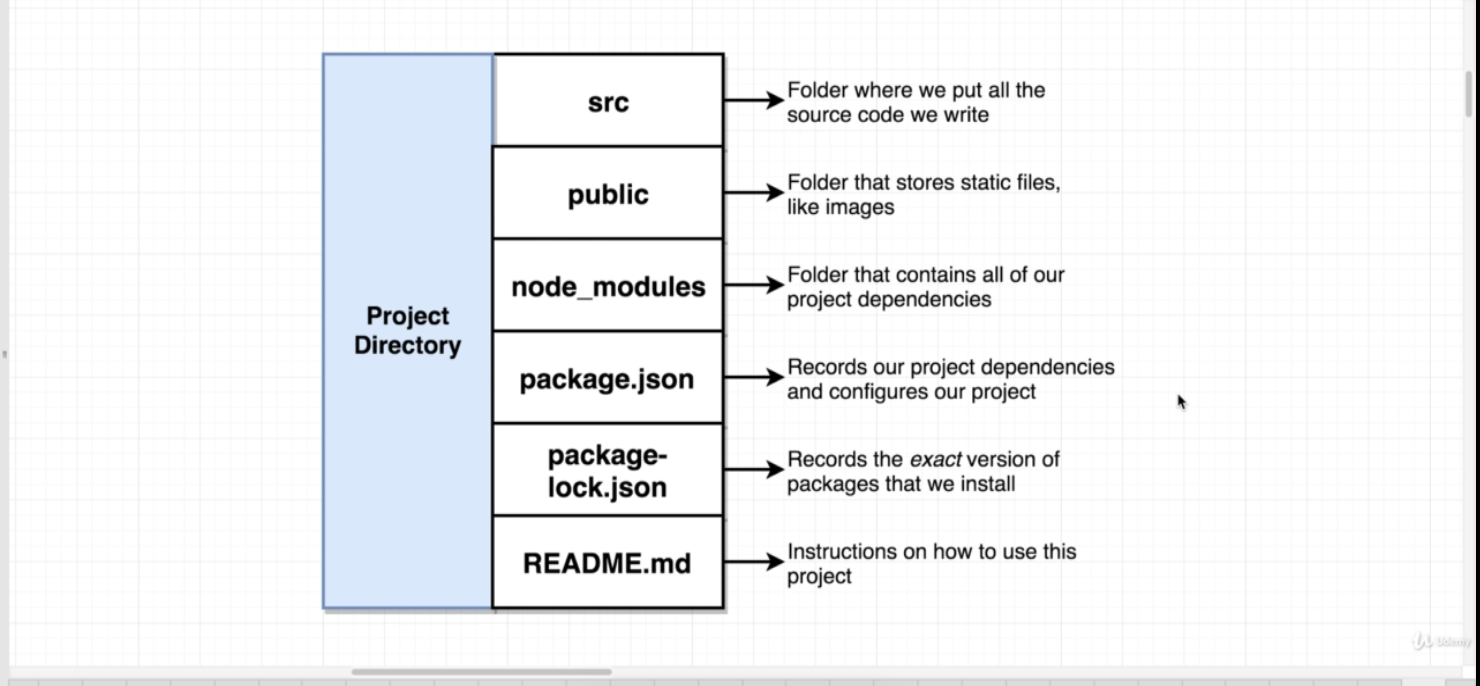 Project
Directory
src
Folder where we put all the
source code we write
public
Folder that stores static files,
like images
node_modules
Folder that contains all of our
project dependencies
package.json
Records our project dependencies
and configures our project
package-
lock.json
Records the exact version of
packages that we install
README.md
Instructions on how to use this
project
Udemy